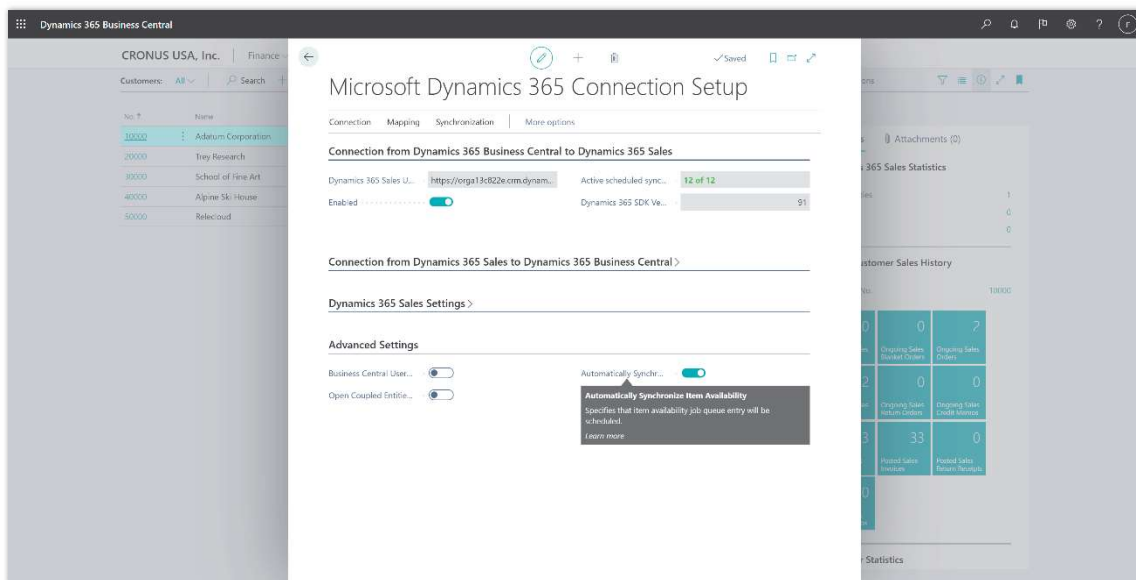 Dynamics 365 Business Central
?
r
CRONUS USA, Inc.
Finance
Customers: All
Search
No. ↑
Name
10000
Adatum Corporation
20000
Trey Research
30000
School of Fine Art
40000
Alpine Ski House
50000
Relecloud
Saved
Microsoft Dynamics 365 Connection Setup
Connection Mapping Synchronization More options
Connection from Dynamics 365 Business Central to Dynamics 365 Sales
Dynamics 365 Sales U...
https://orga13c822e.crm.dynam...
Active scheduled sync...
12 of 12
Enabled
Dynamics 365 SDK Ve...
91
Connection from Dynamics 365 Sales to Dynamics 365 Business Central >
Dynamics 365 Sales Settings >
Advanced Settings
Business Central User...
Automatically Synchr...
Open Coupled Entitie...
Automatically Synchronize Item Availability
Specifies that item availability job queue entry will be
scheduled.
Learn more
Attachments (0)
365 Sales Statistics
1
0
0
ustomer Sales History
No.
10000
0
0
2
Ongoing Sales
Blanket Orders
Ongoing Sales
Orders
2
0
0
Ongoing Sales
Return Orders
Ongoing Sales
Credit Memos
3
33
0
Posted Sales
Invoices
Posted Sales
Return Receipts
0
Statistics